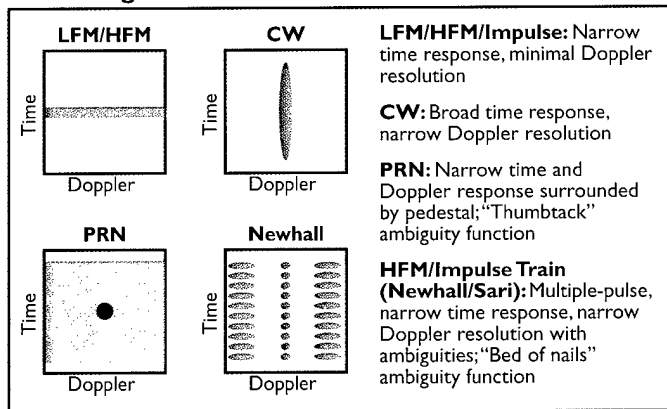 LFM/HFM
CW
Time
Doppler
Time
Doppler
PRN
Newhall
Time
Doppler
Time
Doppler
LFM/HFM/Impulse: Narrow
time response, minimal Doppler
resolution
CW: Broad time response,
narrow Doppler resolution
PRN: Narrow time and
Doppler response surrounded
by pedestal; "Thumbtack"
ambiguity function
HFM/Impulse Train
(Newhall/Sari): Multiple-pulse,
narrow time response, narrow
Doppler resolution with
ambiguities; "Bed of nails"
ambiguity function